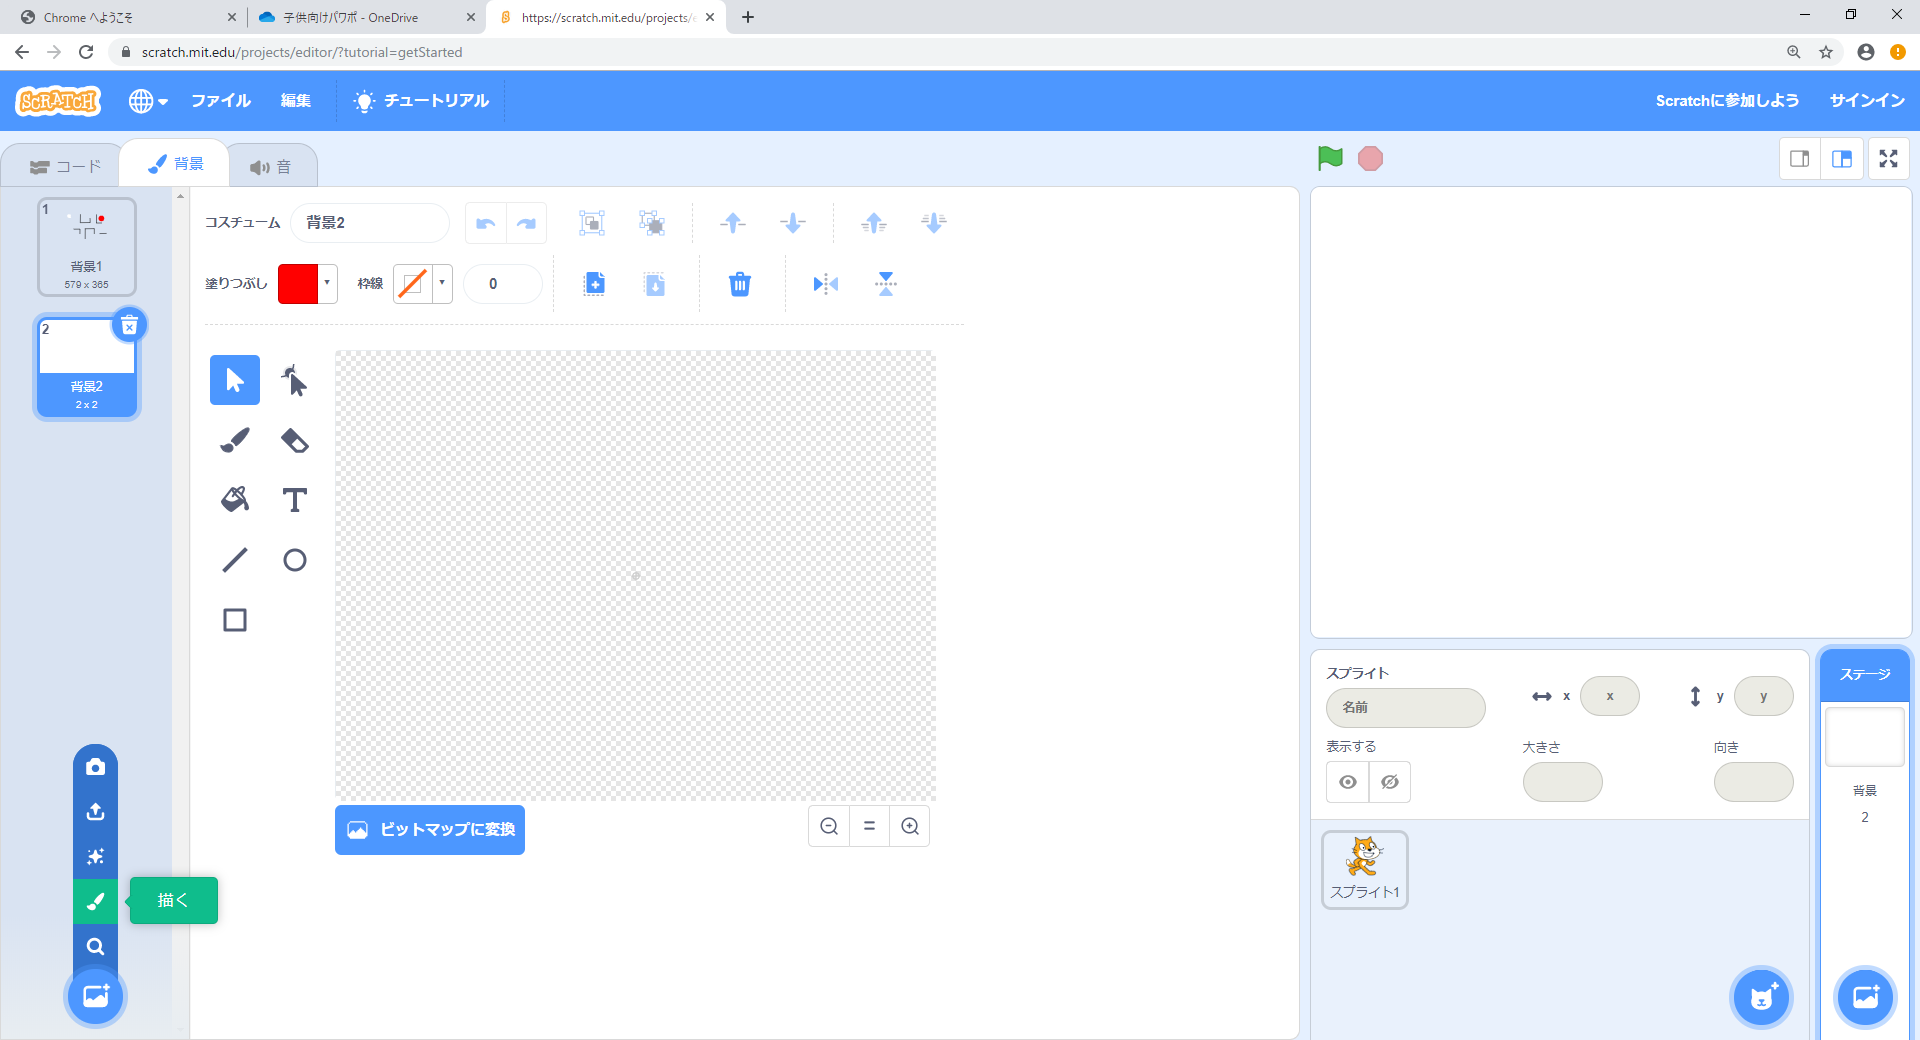 Chrome へようこそ
子供向けパワポ - OneDrive
https://scratch.mit.edu/projects/e
scratch.mit.edu/projects/editor/?tutorial=getStarted
SCRATCH
ファイル
編集
チュートリアル
Scratchに参加しよう
サインイン
コード
背景
音
1
背景1
579 x 365
2
背景2
2 x 2
コスチューム
背景2
塗りつぶし
枠線
0
ビットマップに変換
描く
スプライト
名前
x
x
y
y
表示する
大きさ
向き
スプライト1
ステージ
背景
2